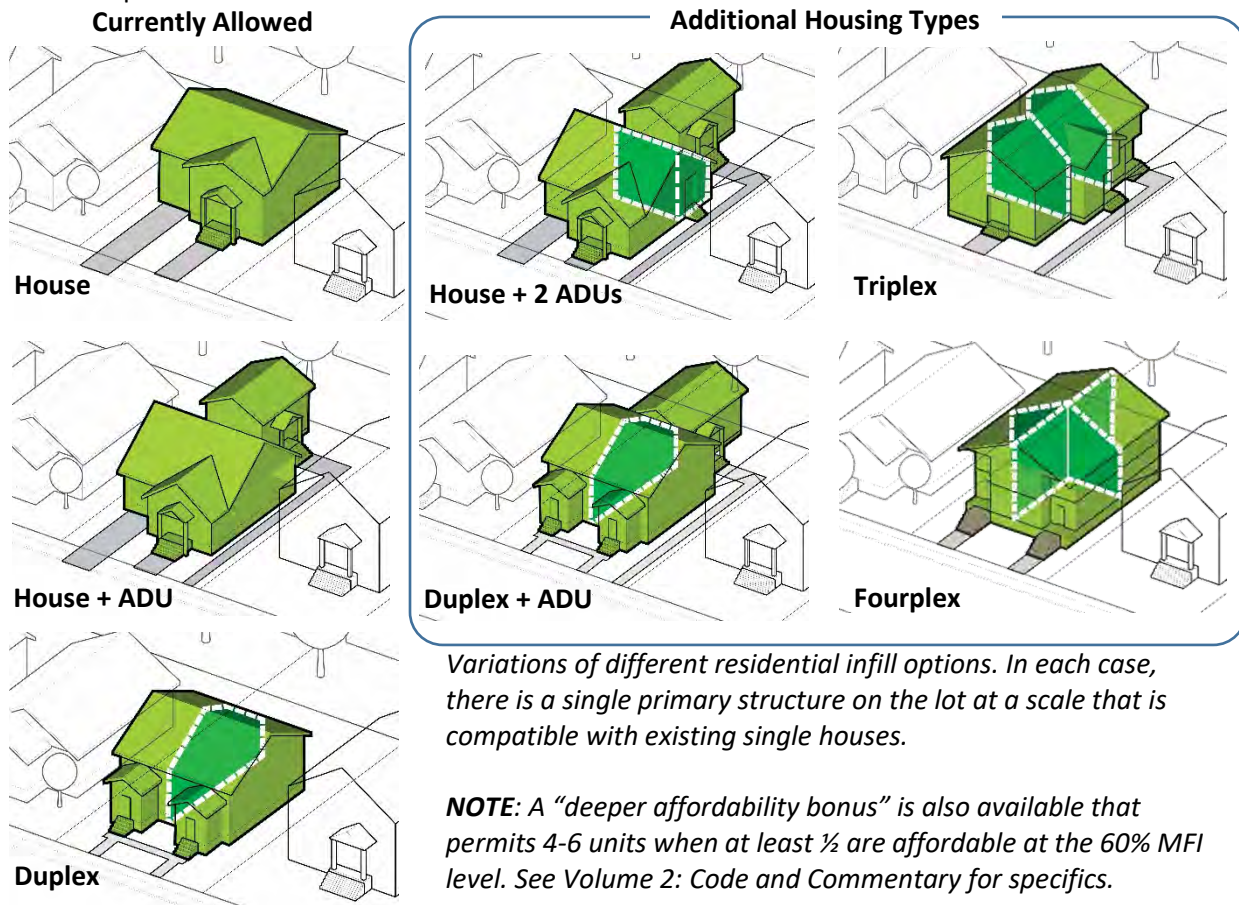 Currently Allowed
Additional Housing Types
House
House + 2 ADUs
Triplex
House + ADU
Duplex + ADU
Fourplex
Duplex
Variations of different residential infill options. In each case,
there is a single primary structure on the lot at a scale that is
compatible with existing single houses.
NOTE: A “deeper affordability bonus” is also available that
permits 4-6 units when at least ½ are affordable at the 60% MFI
level. See Volume 2: Code and Commentary for specifics.